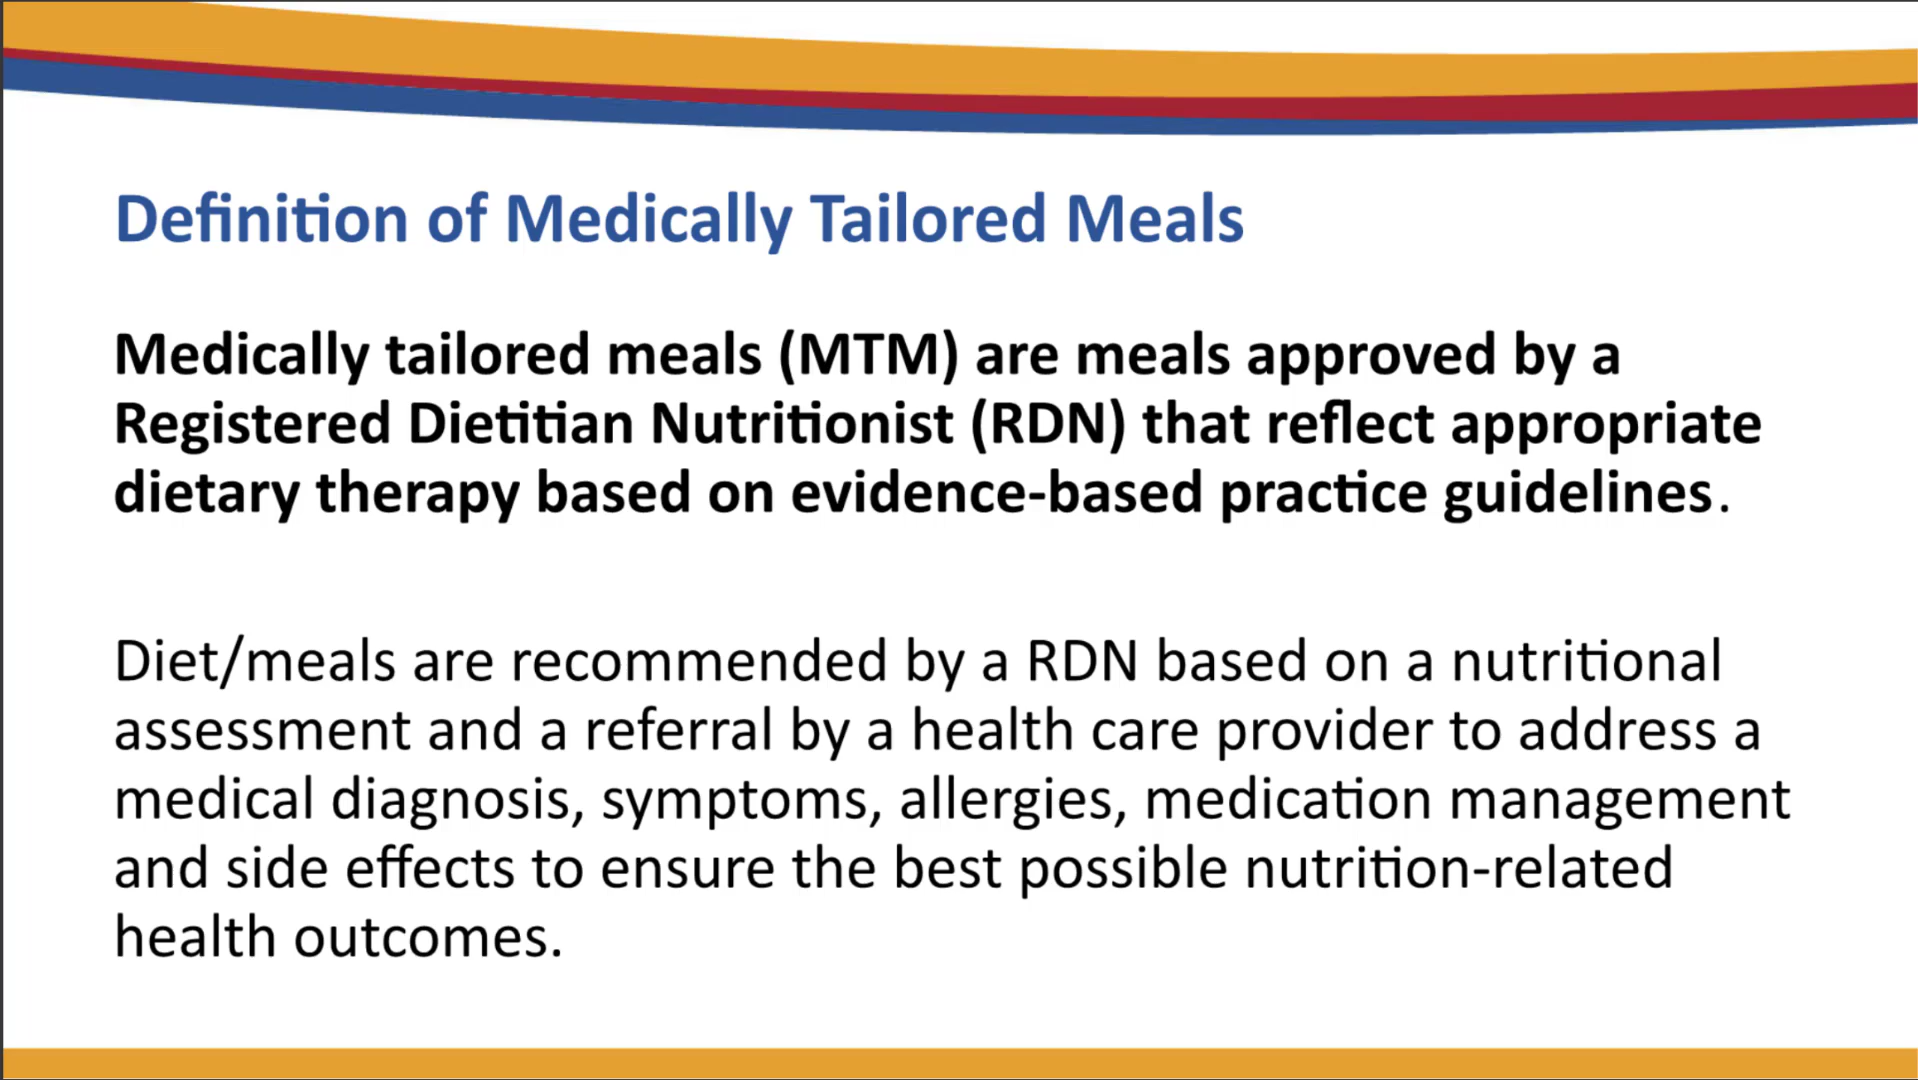 Definition of Medically Tailored Meals
Medically tailored meals (MTM) are meals approved by a
Registered Dietitian Nutritionist (RDN) that reflect appropriate
dietary therapy based on evidence-based practice guidelines.
Diet/meals are recommended by a RDN based on a nutritional
assessment and a referral by a health care provider to address a
medical diagnosis, symptoms, allergies, medication management
and side effects to ensure the best possible nutrition-related
health outcomes.